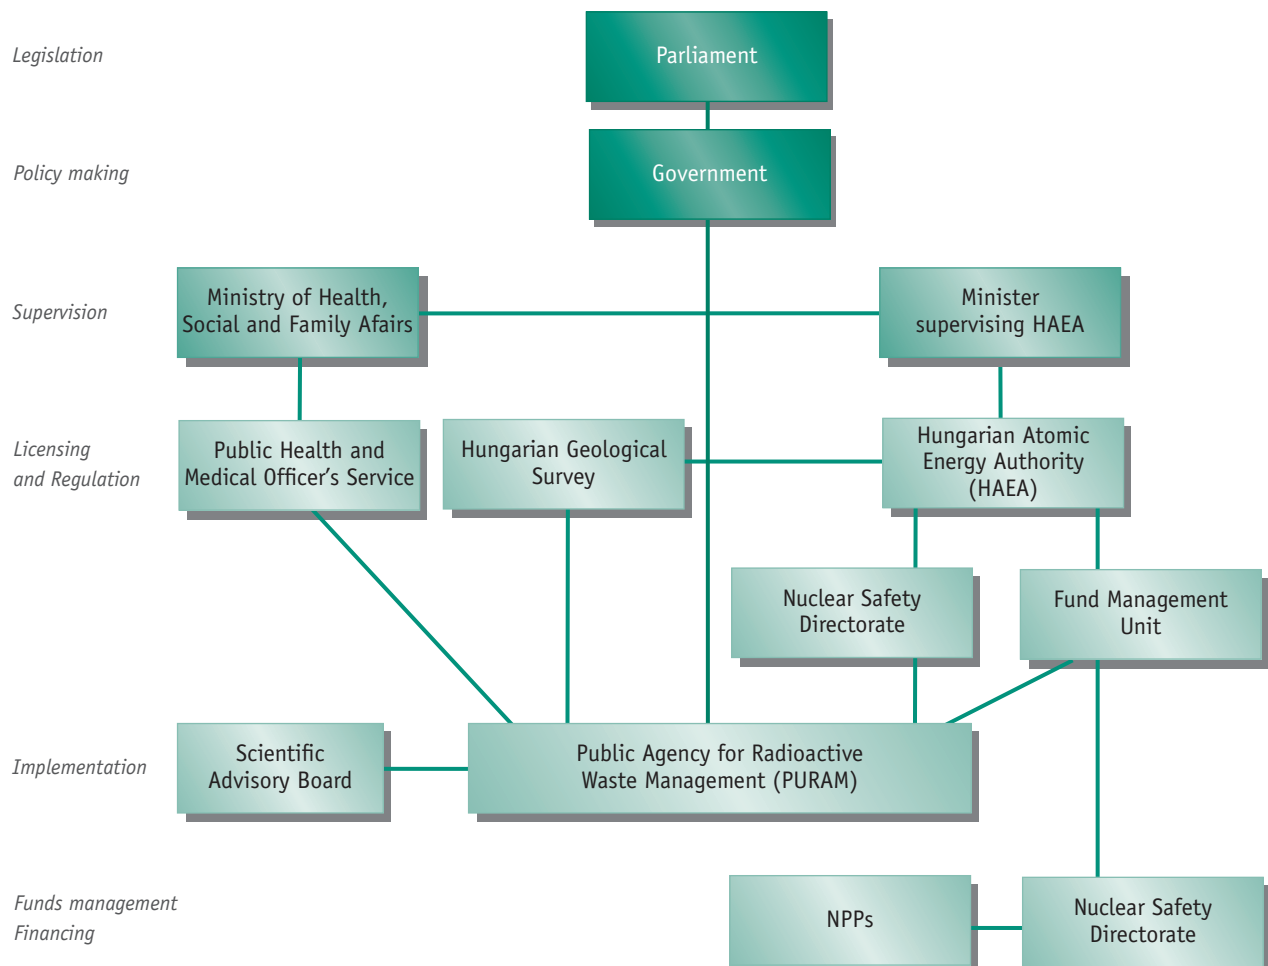 Legislation
Parliament
Policy making
Government
Supervision
Ministry of Health,
Social and Family Afairs
Minister
supervising HAEA
Licensing
and Regulation
Public Health and
Medical Officer's Service
Hungarian Geological
Survey
Hungarian Atomic
Energy Authority
(HAEA)
Nuclear Safety
Directorate
Fund Management
Unit
Implementation
Scientific
Advisory Board
Public Agency for Radioactive
Waste Management (PURAM)
Funds management
Financing
NPPs
Nuclear Safety
Directorate